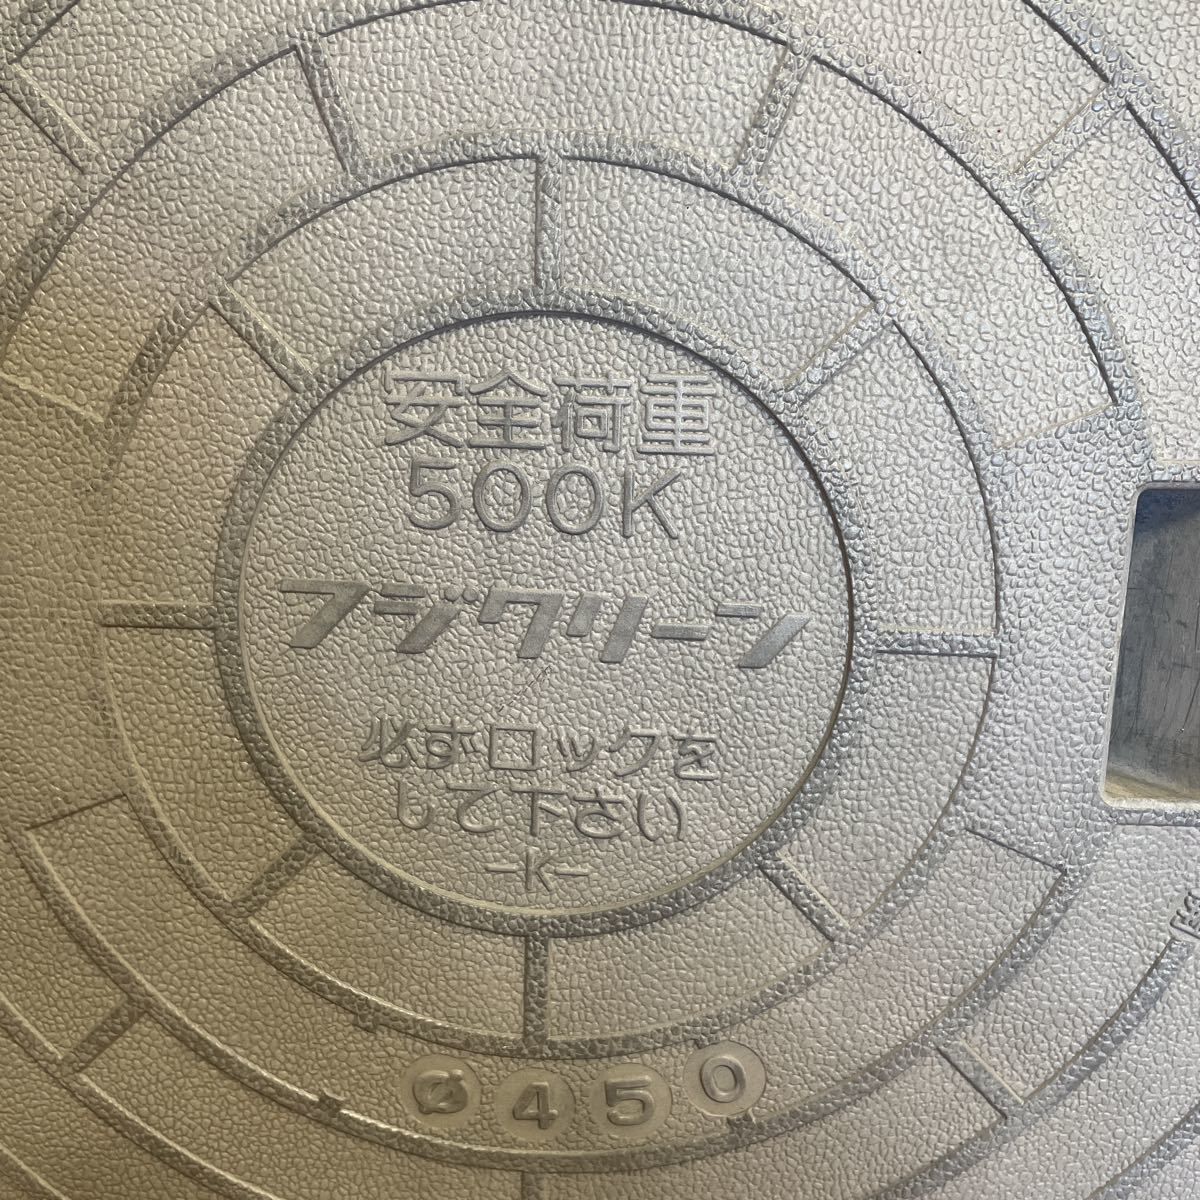 安全荷重
500K
フジクリーン
必ずロックを
して下さい
-K-
Ø450